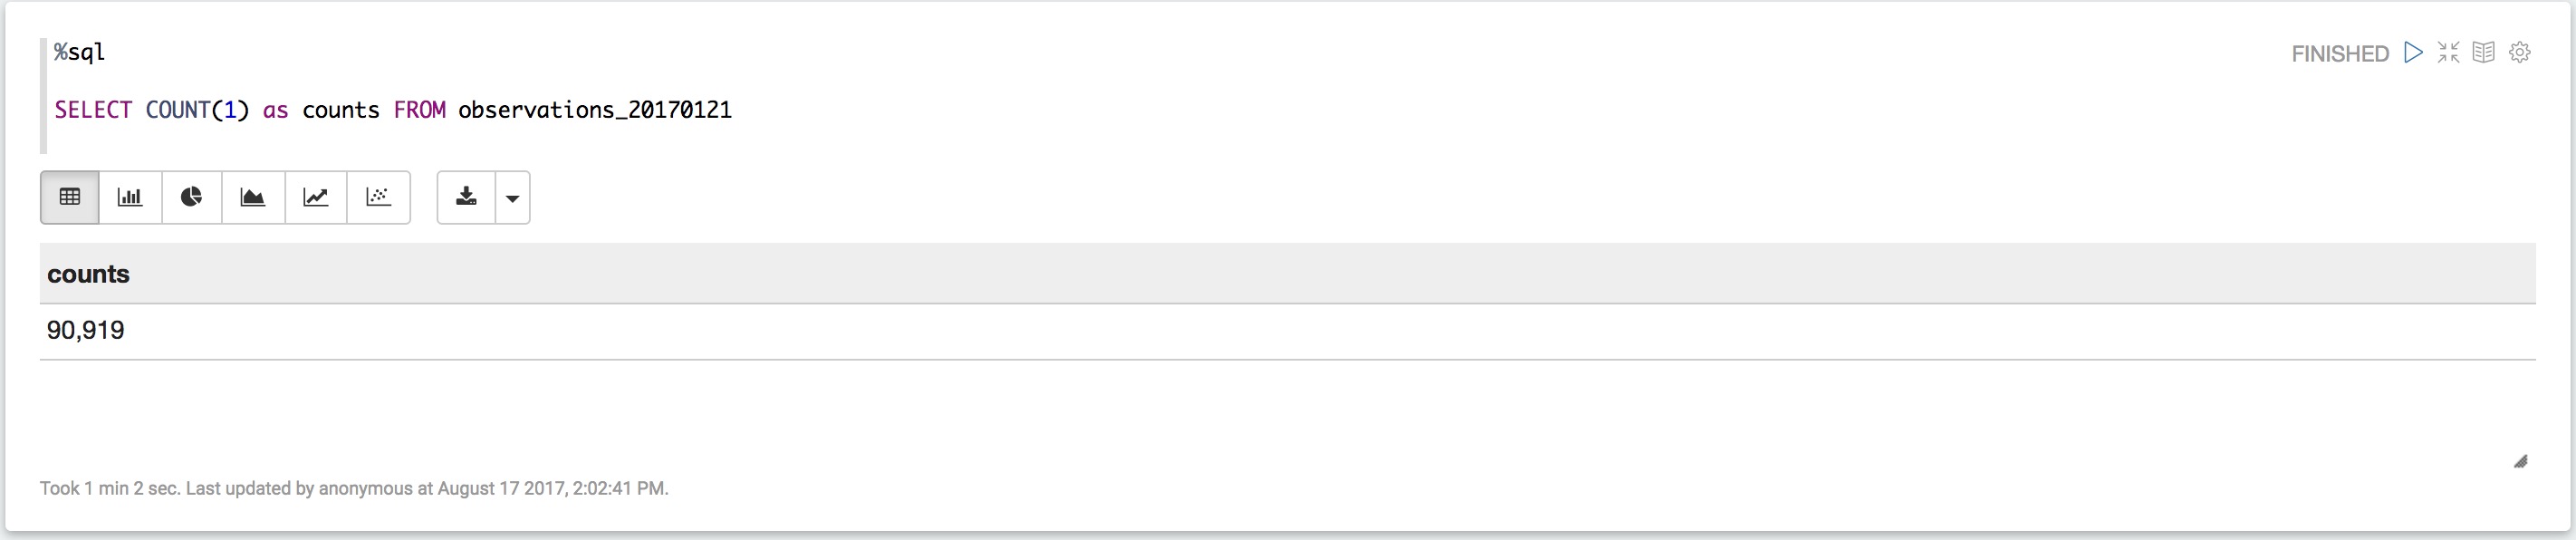 %sql
FINISHED
SELECT COUNT(1) as counts FROM observations_20170121
counts
90,919
Took 1 min 2 sec. Last updated by anonymous at August 17 2017, 2:02:41 PM.